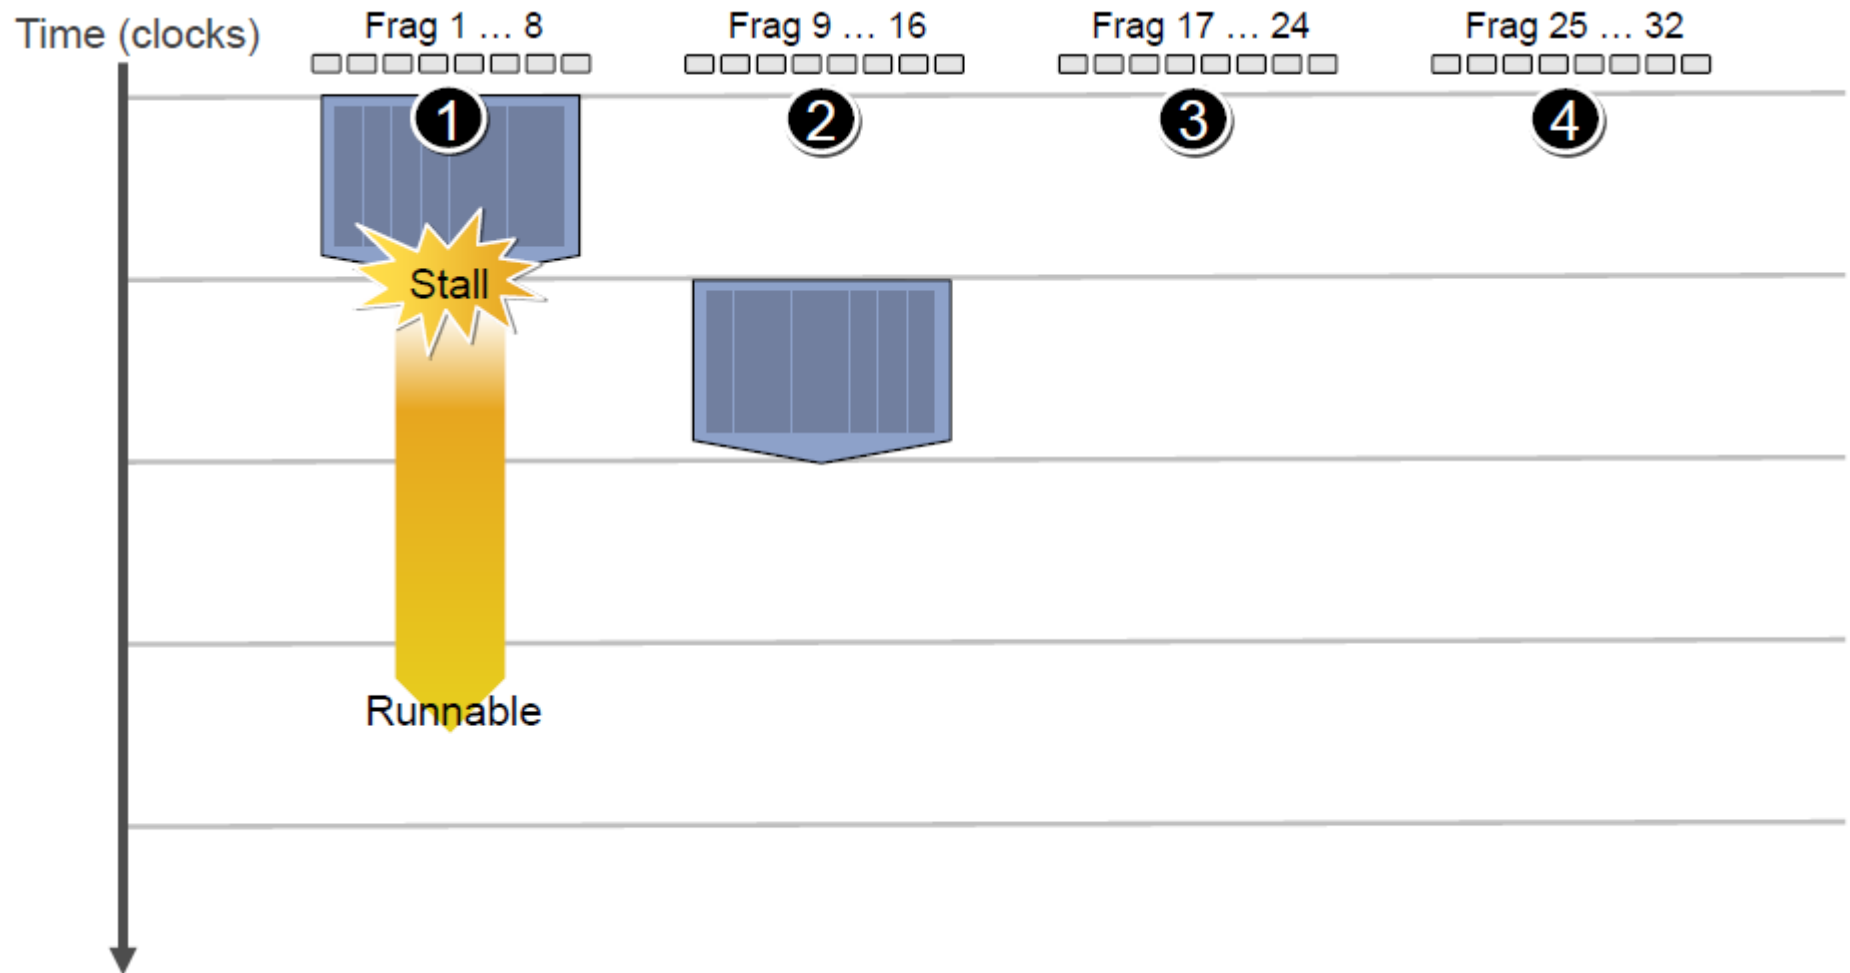 Time (clocks)
Frag 1 … 8
Frag 9 … 16
Frag 17 … 24
Frag 25 … 32
1
2
3
4
Stall
Runnable